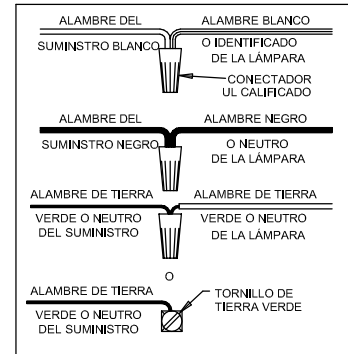 ALAMBRE DEL ALAMBRE BLANCO
SUMINISTRO BLANCO O IDENTIFICADO
DE LA LÁMPARA
CONECTADOR
UL CALIFICADO
ALAMBRE DEL ALAMBRE NEGRO
SUMINSTRO NEGRO O NEUTRO
DE LA LÁMPARA
ALAMBRE DE TIERRA ALAMBRE DE TIERRA
VERDE O NEUTRO VERDE O NEUTRO
DEL SUMINISTRO DE LA LÁMPARA
O
ALAMBRE DE TIERRA TORNILLO DE
TIERRA VERDE
VERDE O NEUTRO
DEL SUMINISTRO